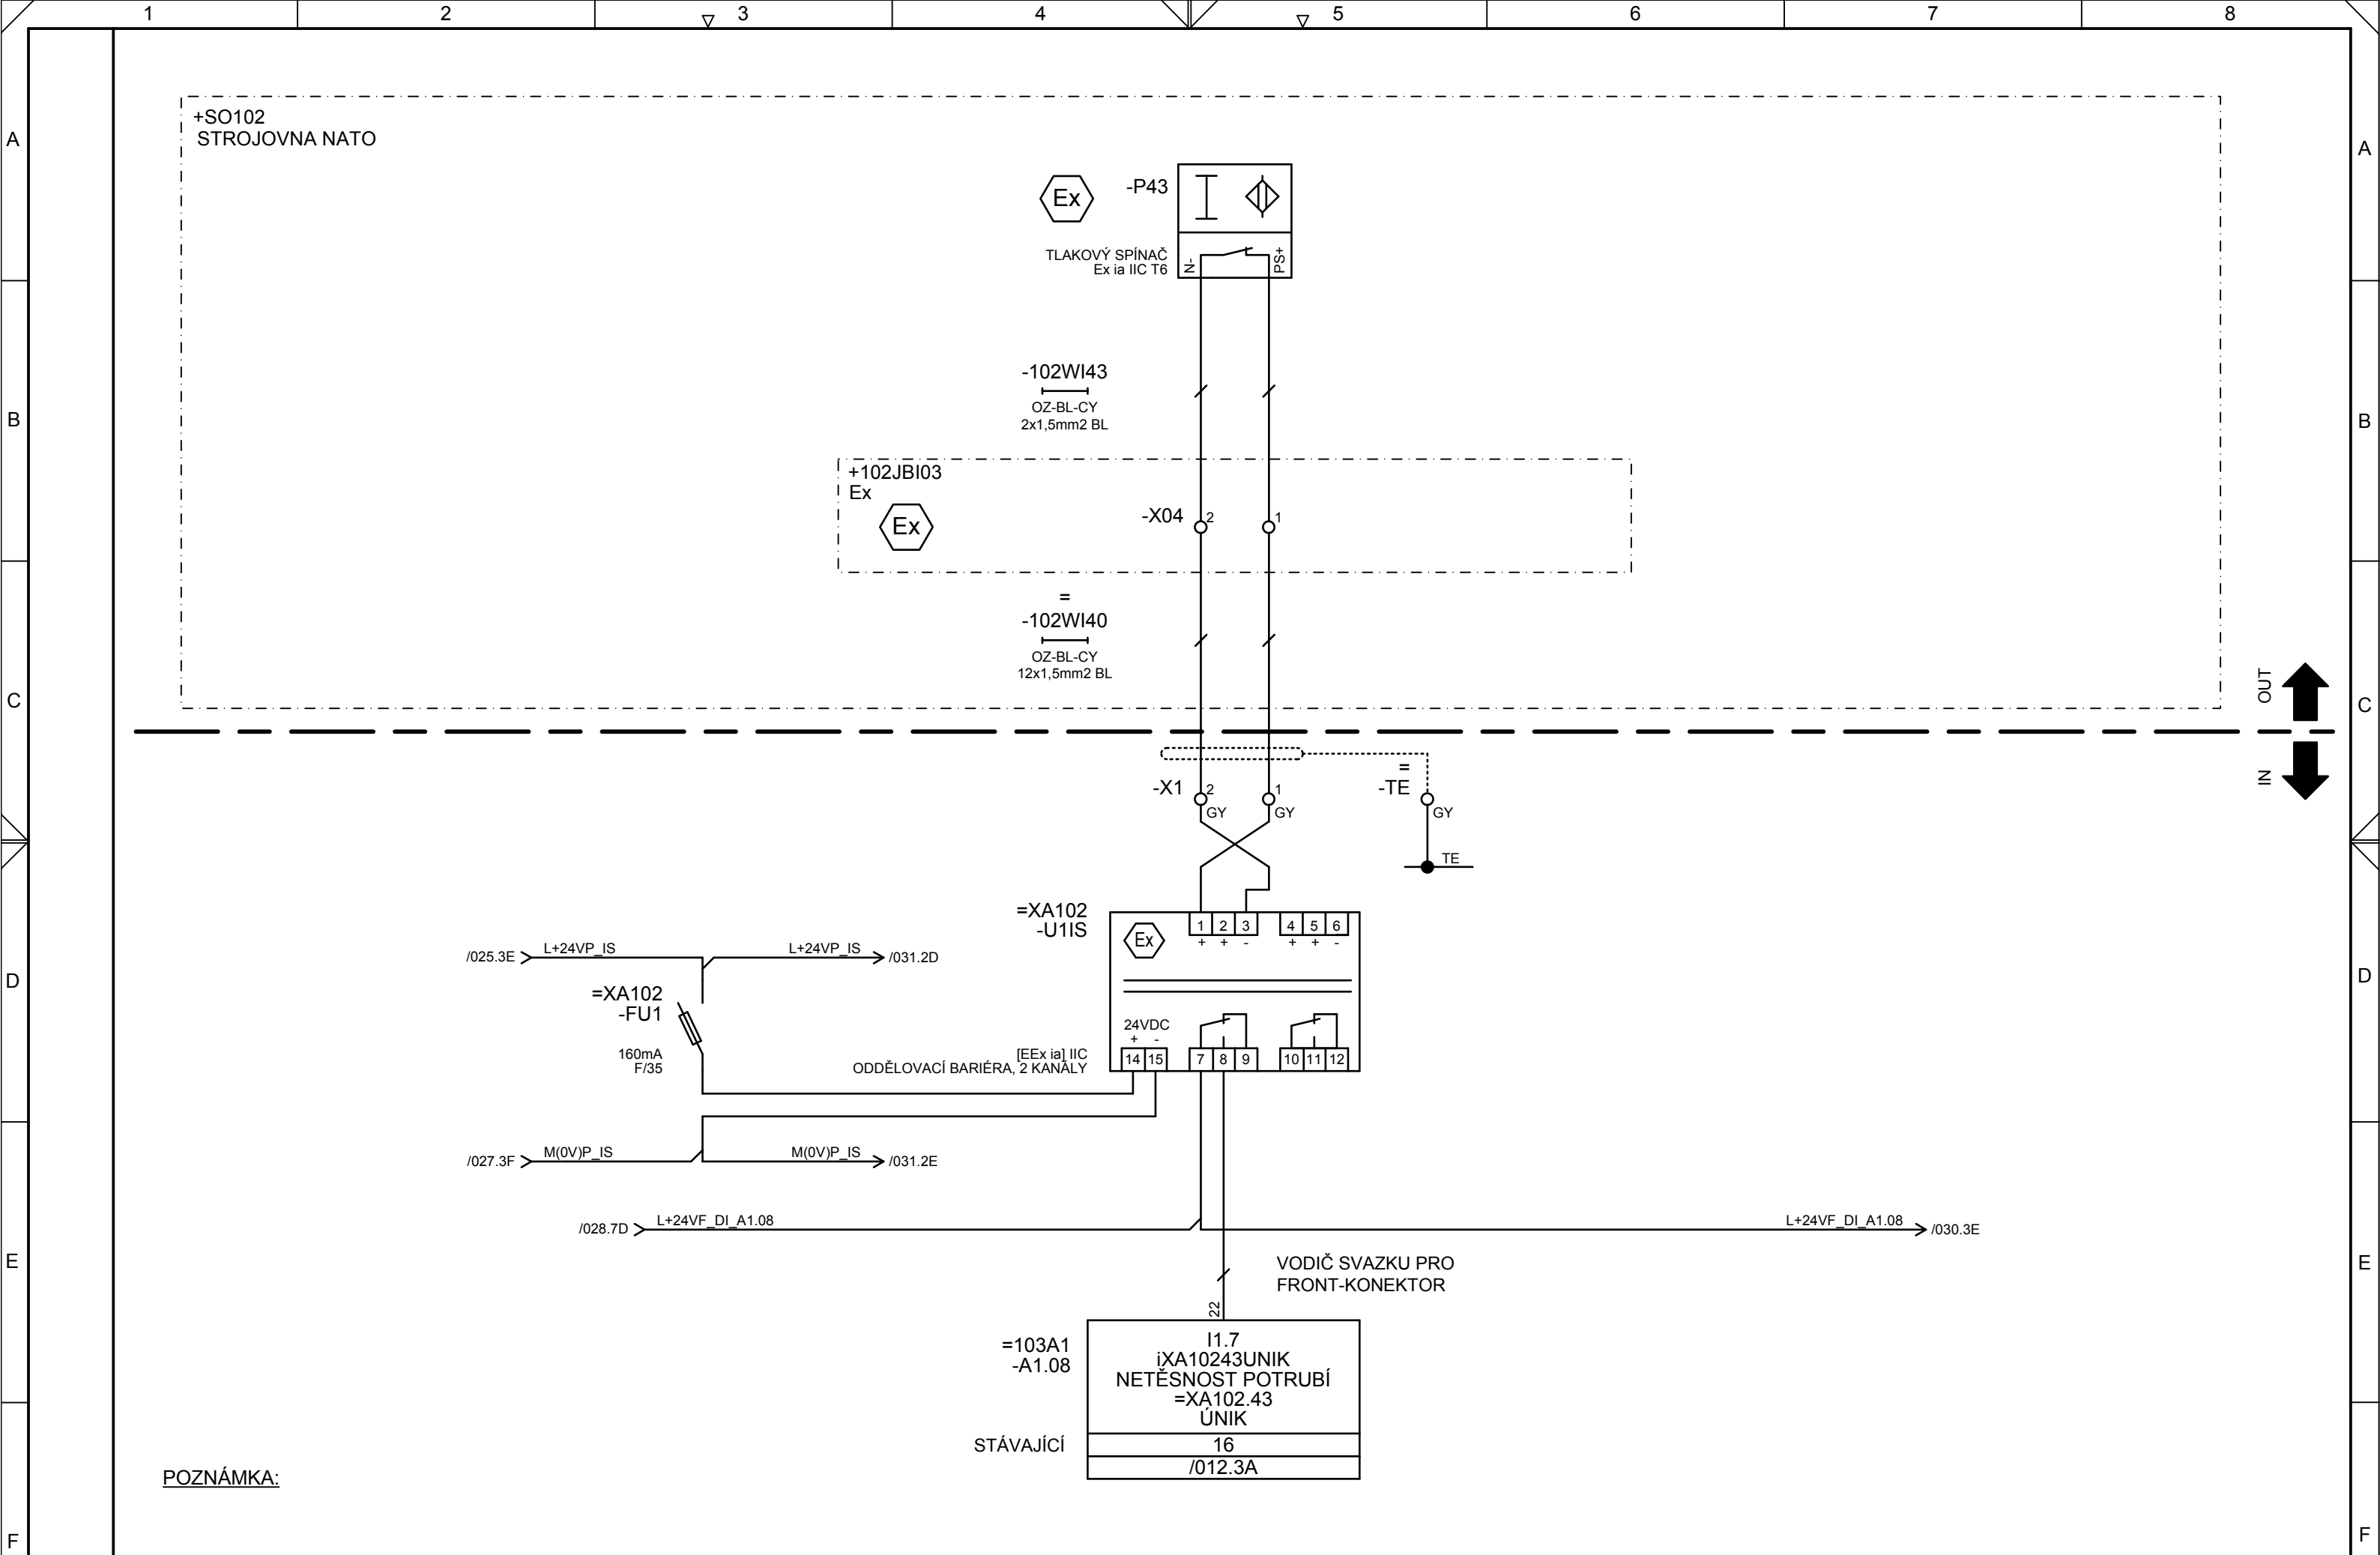 1 2 3 4 5 6 7 8
A A
+SO102
STROJOVNA NATO
Ex
-P43
TLAKOVÝ SPÍNAČ
Ex ia IIC T6
N-
PS+
B B
-102WI43
OZ-BL-CY
2x1,5mm2 BL
+102JBI03
Ex
Ex
-X04 2 1
=
-102WI40
OZ-BL-CY
12x1,5mm2 BL
C C
OUT
IN
-X1 2 1
GY GY
=
-TE
GY
TE
=XA102
-U1IS
Ex
1 2 3 4 5 6
+ + - + + -
D D
/025.3E L+24VP_IS L+24VP_IS /031.2D
=XA102
-FU1
160mA
F/35
24VDC
+ -
14 15 7 8 9 10 11 12
[EEx ia] IIC
ODDĚLOVACÍ BARIÉRA, 2 KANÁLY
/027.3F M(0V)P_IS M(0V)P_IS /031.2E
/028.7D L+24VF_DI_A1.08 L+24VF_DI_A1.08 /030.3E
E E
VODIČ SVAZKU PRO
FRONT-KONEKTOR
22
=103A1
-A1.08
I1.7
iXA10243UNIK
NETĚSNOST POTRUBÍ
=XA102.43
ÚNIK
STÁVAJÍCÍ
16
/012.3A
POZNÁMKA:
F F